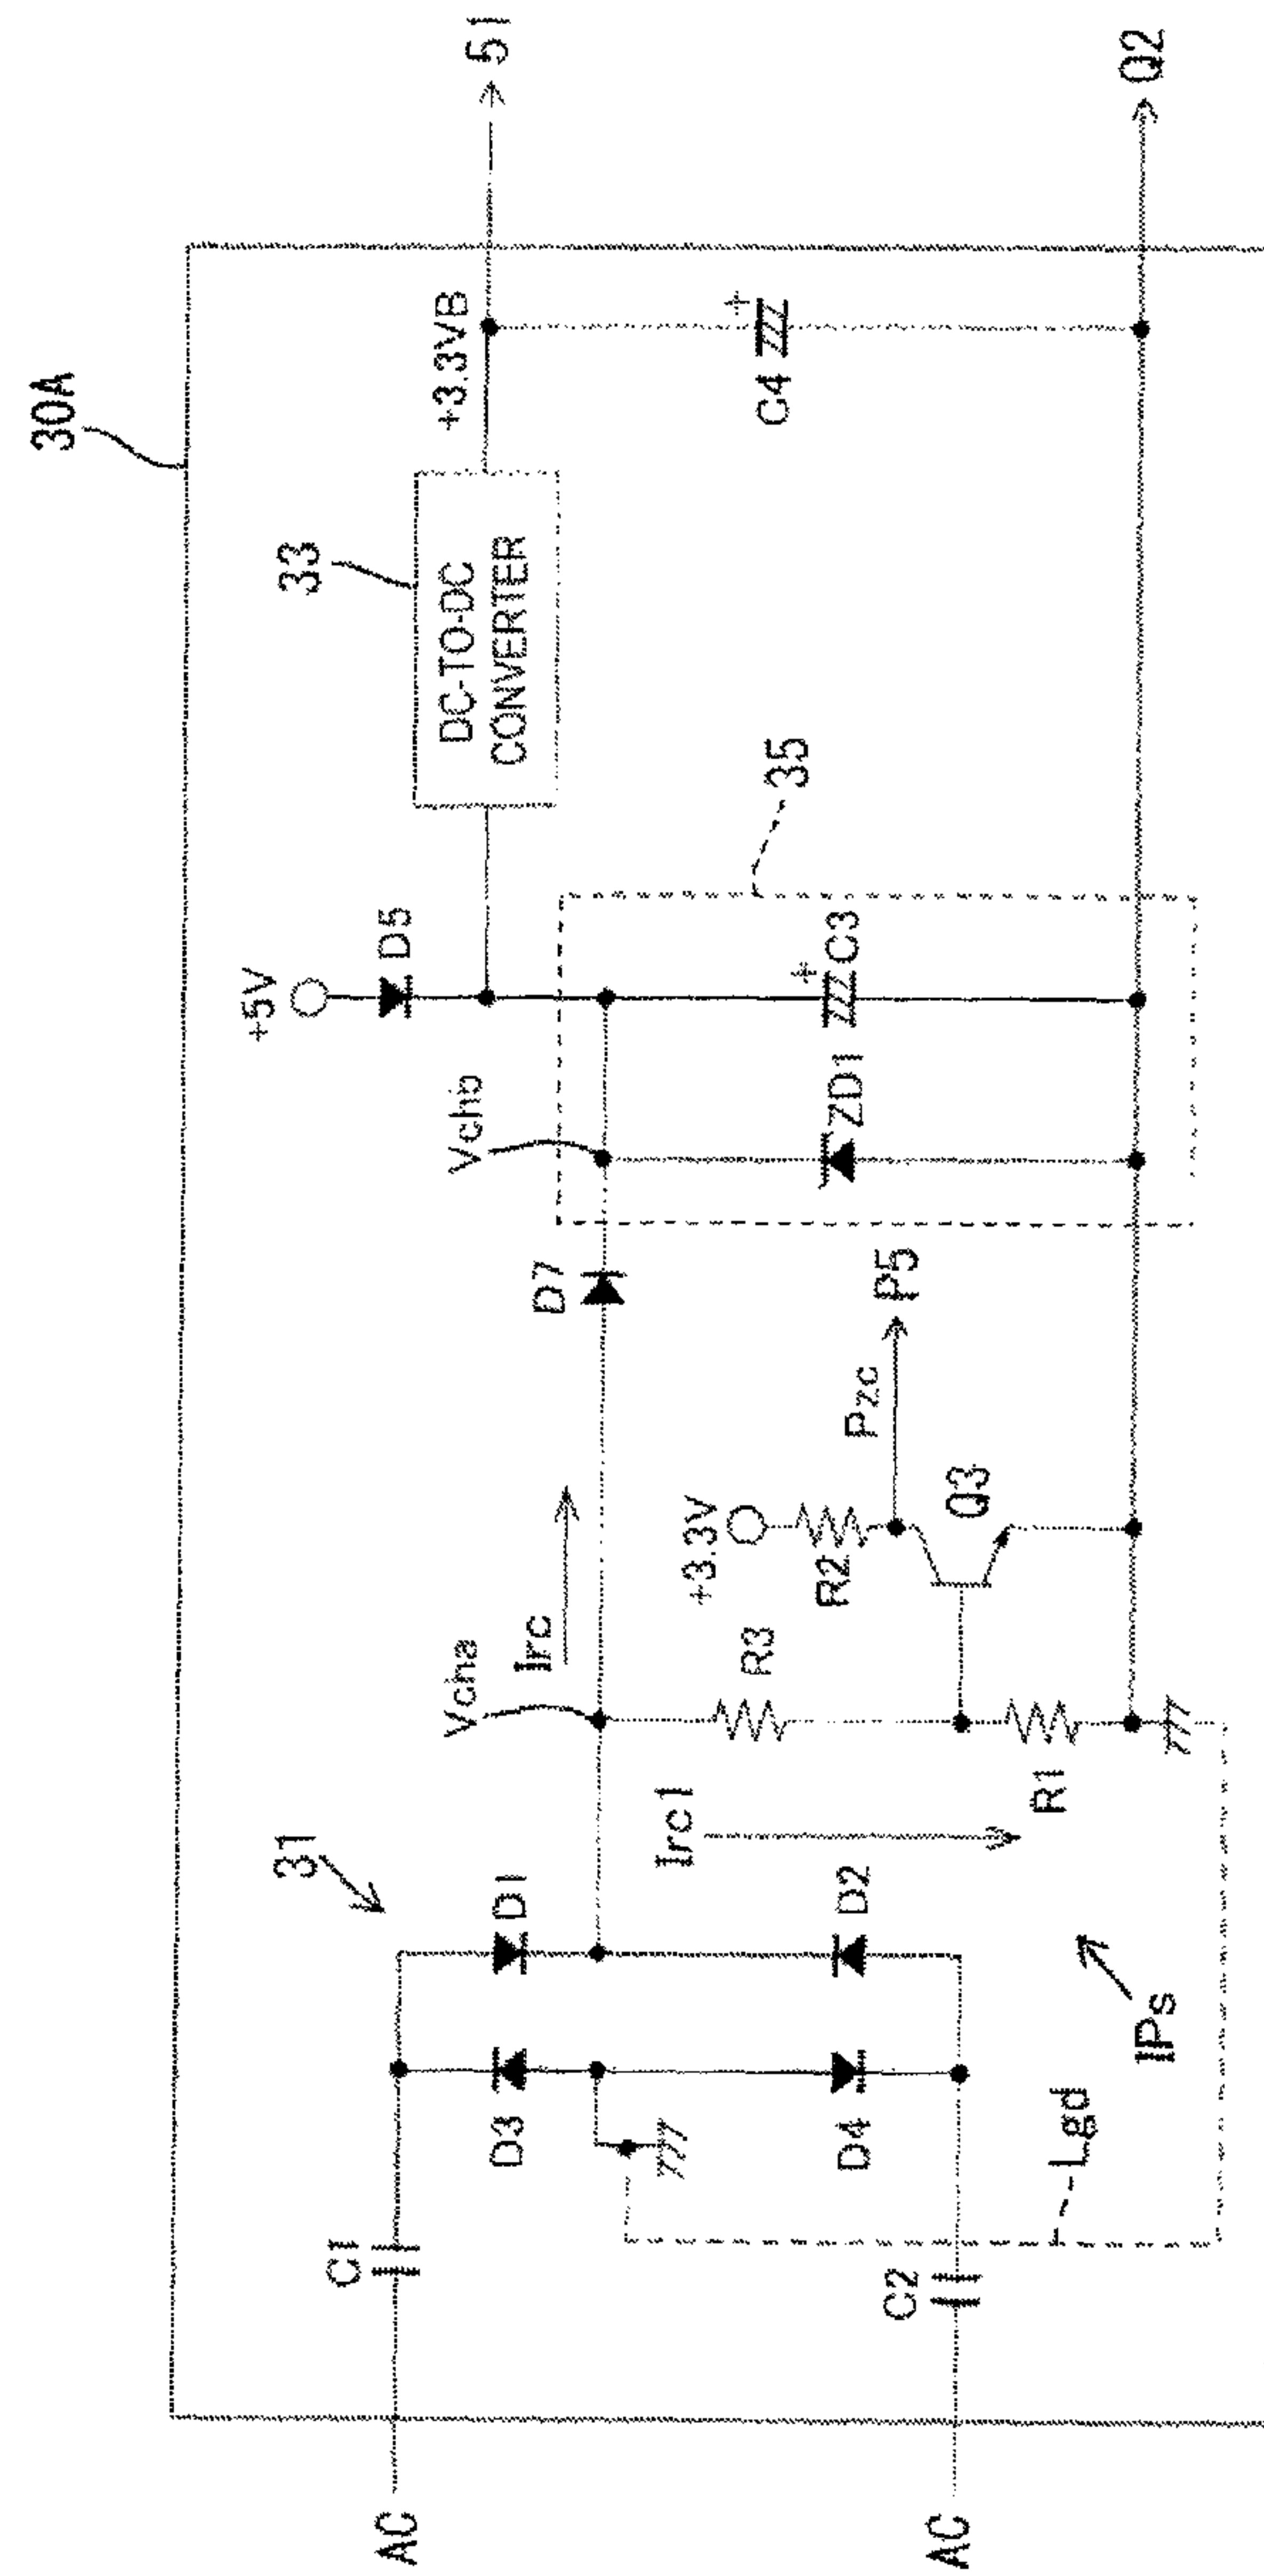 30A
51
Q2
+3.3VB
C4
33
DC-TO-DC
CONVERTER
35
+5V
D5
+
C3
Vchb
ZD1
D7
P5
Pzc
+3.3V
R2
Q3
Vcha
Irc
R3
R1
Irc1
31
D1
D2
D3
D4
IPs
Lgd
C1
C2
AC
AC
+